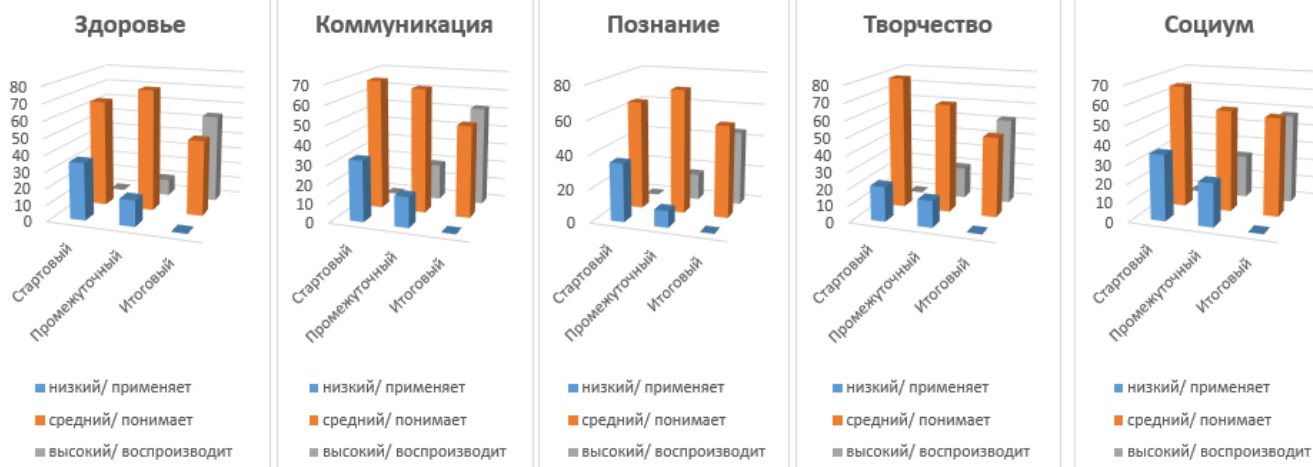 Здоровье
80
70
60
50
40
30
20
10
0
Стартовый
Промежуточный
Итоговый
низкий/ применяет
средний/ понимает
высокий/ воспроизводит
Коммуникация
70
60
50
40
30
20
10
0
Стартовый
Промежуточный
Итоговый
низкий/ применяет
средний/ понимает
высокий/ воспроизводит
Познание
80
60
40
20
0
Стартовый
Промежуточный
Итоговый
низкий/ применяет
средний/ понимает
высокий/ воспроизводит
Творчество
80
70
60
50
40
30
20
10
0
Стартовый
Промежуточный
Итоговый
низкий/ применяет
средний/ понимает
высокий/ воспроизводит
Социум
70
60
50
40
30
20
10
0
Стартовый
Промежуточный
Итоговый
низкий/ применяет
средний/ понимает
высокий/ воспроизводит